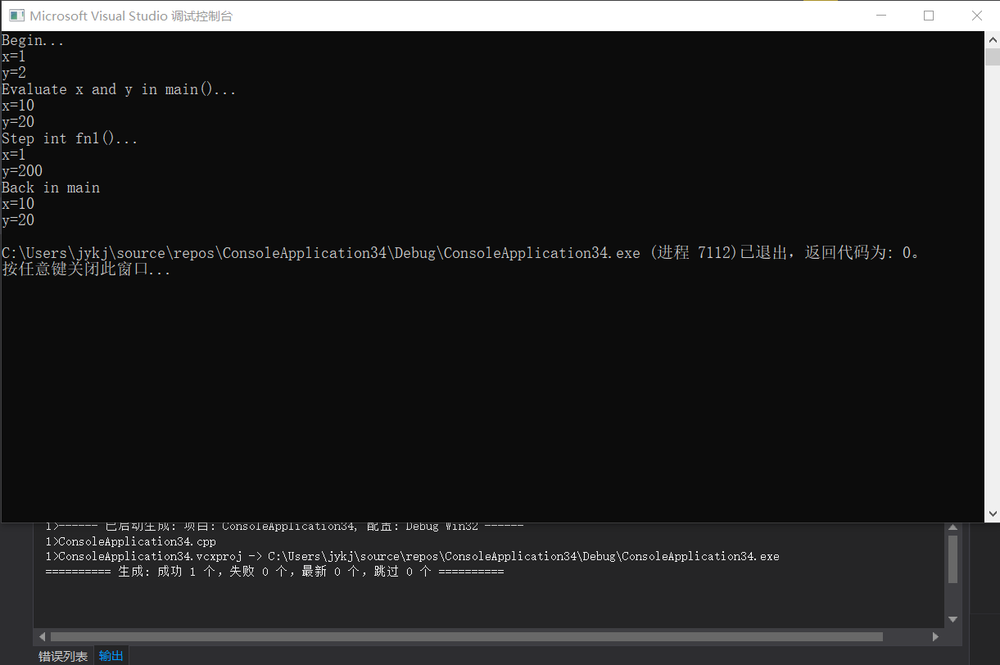 Microsoft Visual Studio 调试控制台
Begin...
x=1
y=2
Evaluate x and y in main()...
x=10
y=20
Step int fn1()...
x=1
y=200
Back in main
x=10
y=20
C:\Users\jykj\source\repos\ConsoleApplication34\Debug\ConsoleApplication34.exe (进程 7112)已退出，返回代码为: 0。
按任意键关闭此窗口...
1>------ 已启动生成: 项目: ConsoleApplication34, 配置: Debug Win32 ------
1>ConsoleApplication34.cpp
1>ConsoleApplication34.vcxproj -> C:\Users\jykj\source\repos\ConsoleApplication34\Debug\ConsoleApplication34.exe
========== 生成: 成功 1 个，失败 0 个，最新 0 个，跳过 0 个 ==========
错误列表 输出